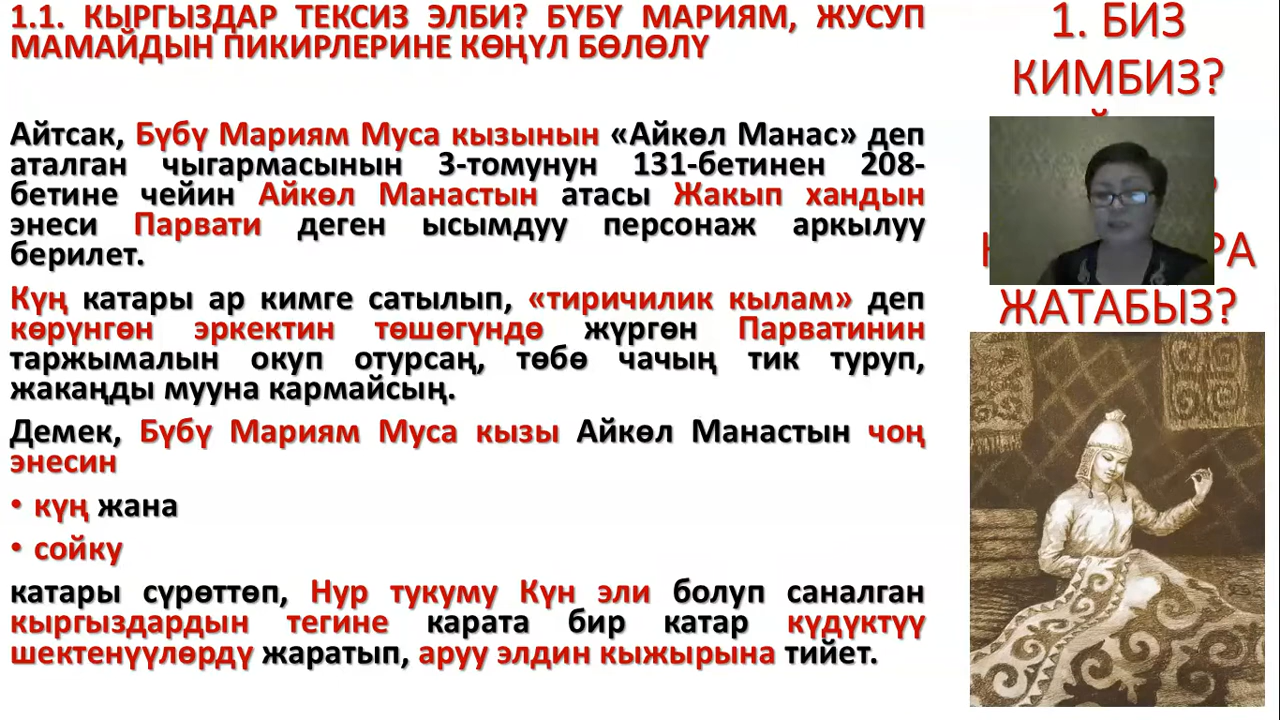 1.1. КЫРГЫЗДАР ТЕКСИЗ ЭЛБИ? БҮБҮ МАРИЯМ, ЖУСУП
МАМАЙДЫН ПИКИРЛЕРИНЕ КӨҢҮЛ БӨЛӨЛҮ
Айтсак, Бүбү Мариям Муса кызынын «Айкөл Манас» деп
аталган чыгармасынын 3-томунун 131-бетинен 208-
бетине чейин Айкөл Манастын атасы Жакып хандын
энеси Парвати деген ысымдуу персонаж аркылуу
берилет.
Күң катары ар кимге сатылып, «тиричилик кылам» деп
көрүнгөн эркектин төшөгүндө жүргөн Парватинин
таржымалын окуп отурсаң, төбө чачың тик туруп,
жакаңды мууна кармайсың.
Демек, Бүбү Мариям Муса кызы Айкөл Манастын чоң
энесин
• күң жана
• сойку
катары сүрөттөп, Нур тукуму Күн эли болуп саналган
кыргыздардын тегине карата бир катар күдүктүү
шектенүүлөрдү жаратып, аруу элдин кыжырына тийет.
1. БИЗ
КИМБИЗ?
ЖАТАБЫЗ?